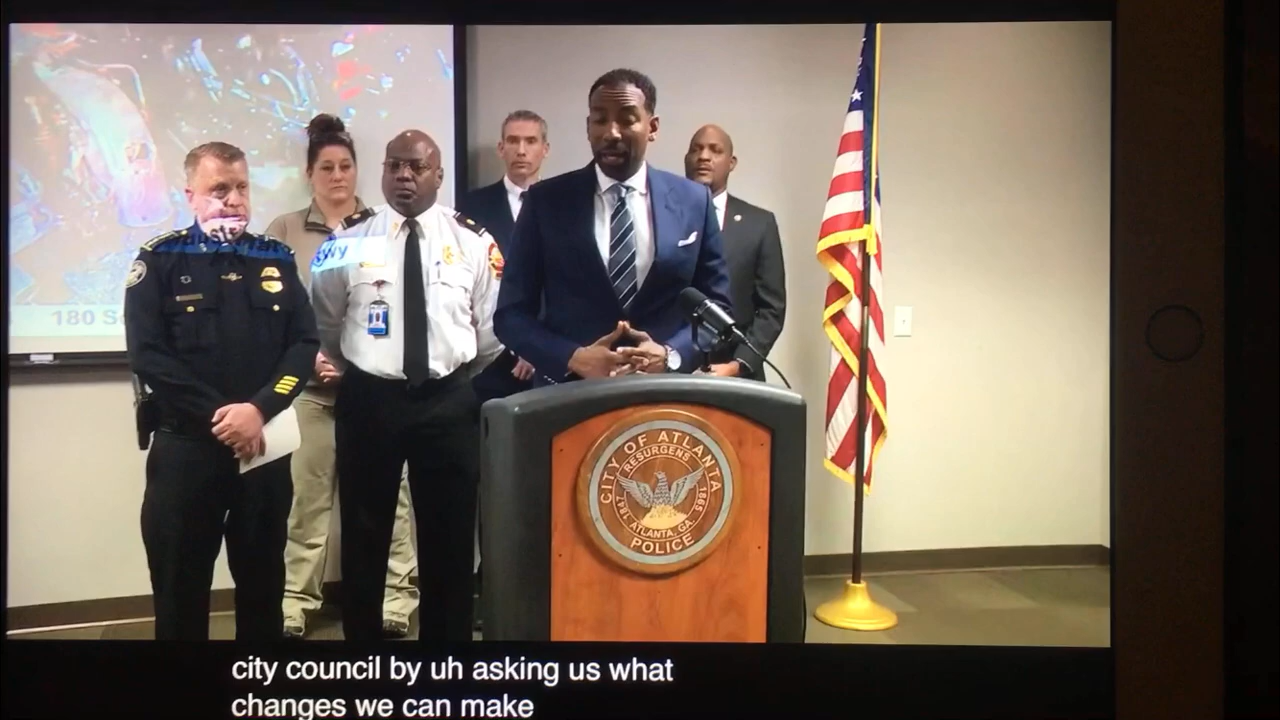 180 S
CITY OF ATLANTA
RESURGENS
1847 1865
ATLANTA, GA.
POLICE
city council by uh asking us what
changes we can make